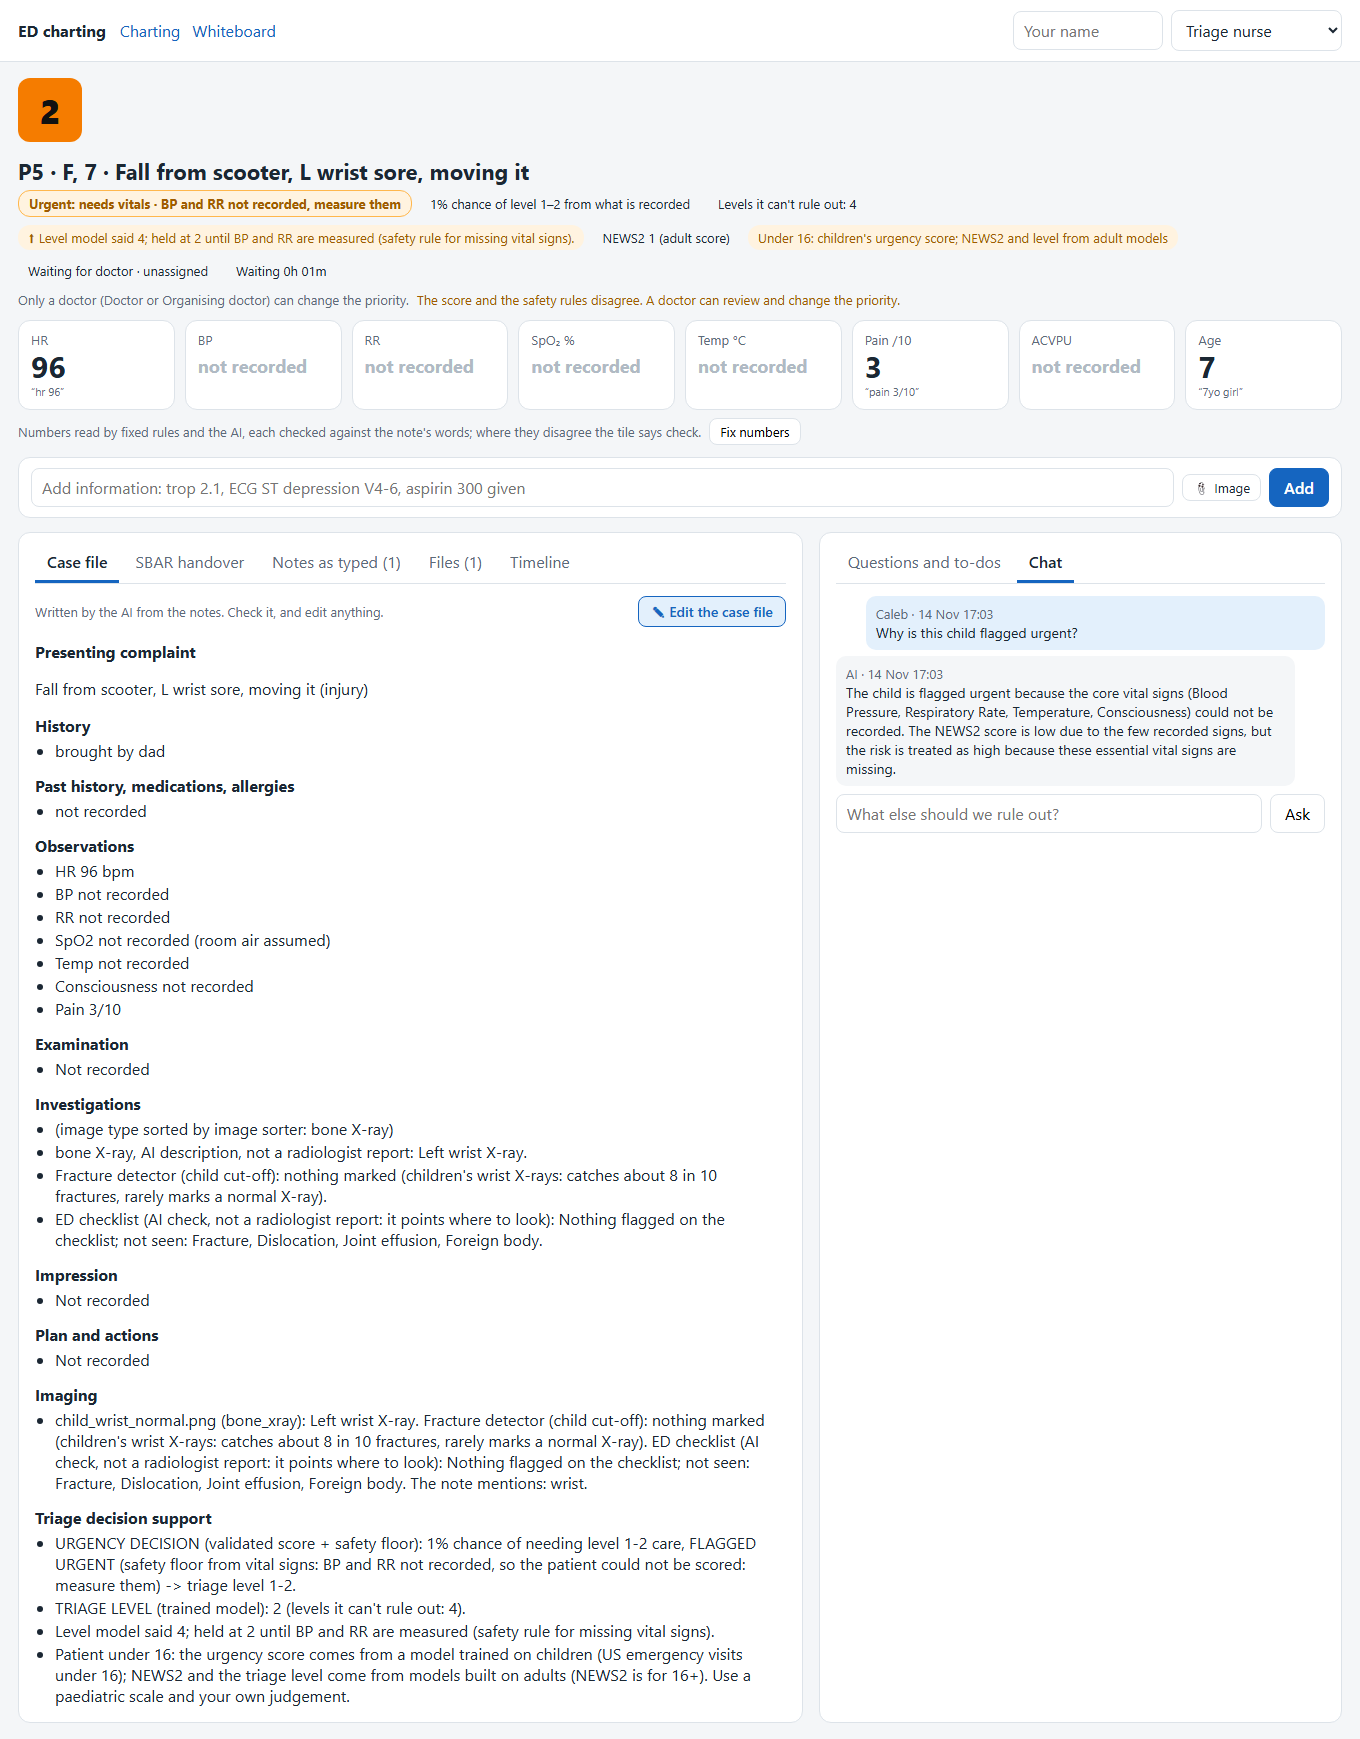 ED charting Charting Whiteboard Your name Triage nurse
2
P5 · F, 7 · Fall from scooter, L wrist sore, moving it
Urgent: needs vitals · BP and RR not recorded, measure them 1% chance of level 1–2 from what is recorded Levels it can't rule out: 4
⬆ Level model said 4; held at 2 until BP and RR are measured (safety rule for missing vital signs). NEWS2 1 (adult score) Under 16: children's urgency score; NEWS2 and level from adult models
Waiting for doctor · unassigned Waiting 0h 01m
Only a doctor (Doctor or Organising doctor) can change the priority. The score and the safety rules disagree. A doctor can review and change the priority.
HR BP RR SpO₂ % Temp °C Pain /10 ACVPU Age
96 not recorded not recorded not recorded not recorded 3 not recorded 7
“hr 96” “pain 3/10” “7yo girl”
Numbers read by fixed rules and the AI, each checked against the note's words; where they disagree the tile says check. Fix numbers
Add information: trop 2.1, ECG ST depression V4-6, aspirin 300 given Image Add
Case file SBAR handover Notes as typed (1) Files (1) Timeline
Written by the AI from the notes. Check it, and edit anything. Edit the case file
Presenting complaint
Fall from scooter, L wrist sore, moving it (injury)
History
• brought by dad
Past history, medications, allergies
• not recorded
Observations
• HR 96 bpm
• BP not recorded
• RR not recorded
• SpO2 not recorded (room air assumed)
• Temp not recorded
• Consciousness not recorded
• Pain 3/10
Examination
• Not recorded
Investigations
• (image type sorted by image sorter: bone X-ray)
• bone X-ray, AI description, not a radiologist report: Left wrist X-ray.
• Fracture detector (child cut-off): nothing marked (children's wrist X-rays: catches about 8 in 10
fractures, rarely marks a normal X-ray).
• ED checklist (AI check, not a radiologist report: it points where to look): Nothing flagged on the
checklist; not seen: Fracture, Dislocation, Joint effusion, Foreign body.
Impression
• Not recorded
Plan and actions
• Not recorded
Imaging
• child_wrist_normal.png (bone_xray): Left wrist X-ray. Fracture detector (child cut-off): nothing marked
(children's wrist X-rays: catches about 8 in 10 fractures, rarely marks a normal X-ray). ED checklist (AI
check, not a radiologist report: it points where to look): Nothing flagged on the checklist; not seen:
Fracture, Dislocation, Joint effusion, Foreign body. The note mentions: wrist.
Triage decision support
• URGENCY DECISION (validated score + safety floor): 1% chance of needing level 1-2 care, FLAGGED
URGENT (safety floor from vital signs: BP and RR not recorded, so the patient could not be scored:
measure them) -> triage level 1-2.
• TRIAGE LEVEL (trained model): 2 (levels it can't rule out: 4).
• Level model said 4; held at 2 until BP and RR are measured (safety rule for missing vital signs).
• Patient under 16: the urgency score comes from a model trained on children (US emergency visits
under 16); NEWS2 and the triage level come from models built on adults (NEWS2 is for 16+). Use a
paediatric scale and your own judgement.
Questions and to-dos Chat
Caleb · 14 Nov 17:03
Why is this child flagged urgent?
AI · 14 Nov 17:03
The child is flagged urgent because the core vital signs (Blood
Pressure, Respiratory Rate, Temperature, Consciousness) could not be
recorded. The NEWS2 score is low due to the few recorded signs, but
the risk is treated as high because these essential vital signs are
missing.
What else should we rule out? Ask